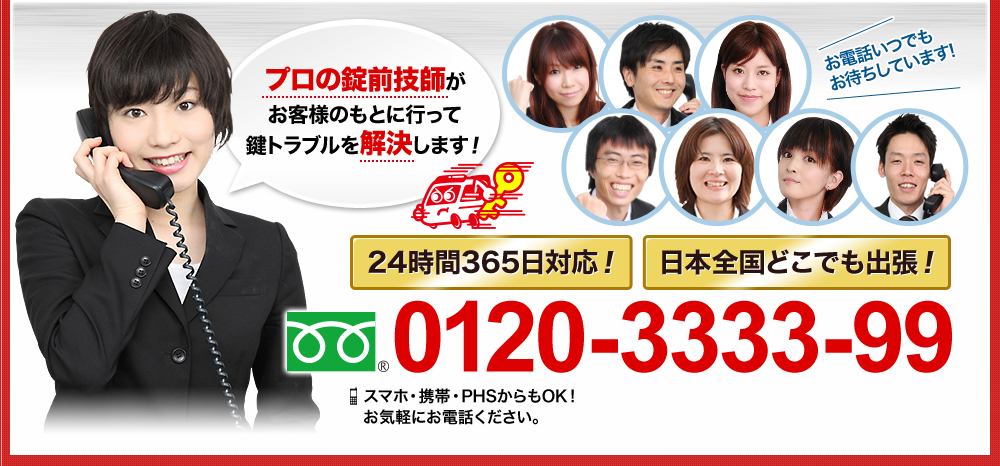 プロの錠前技師が
お客様のもとに行って
鍵トラブルを解決します！
お電話いつでも
お待ちしています!
24時間365日対応！
日本全国どこでも出張！
® 0120-3333-99
スマホ・携帯・PHSからもOK！
お気軽にお電話ください。